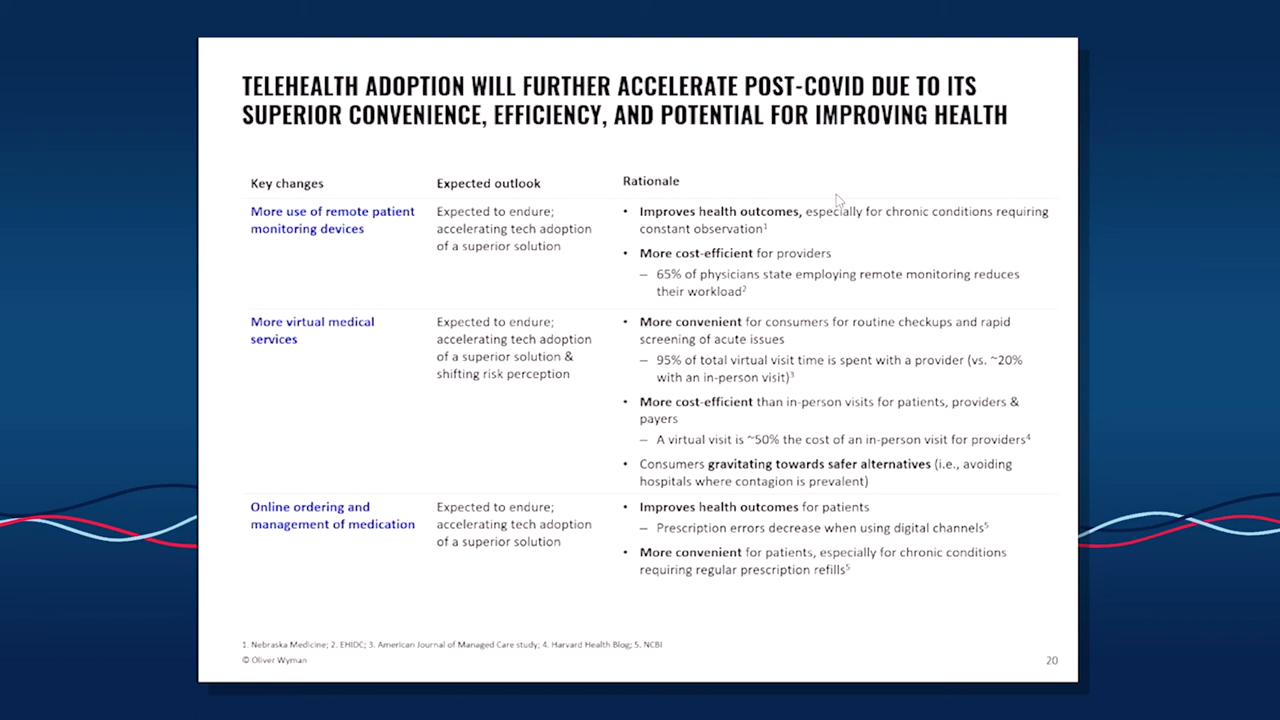 TELEHEALTH ADOPTION WILL FURTHER ACCELERATE POST-COVID DUE TO ITS
SUPERIOR CONVENIENCE, EFFICIENCY, AND POTENTIAL FOR IMPROVING HEALTH
Key changes
Expected outlook
Rationale
More use of remote patient
monitoring devices
Expected to endure;
accelerating tech adoption
of a superior solution
• Improves health outcomes, especially for chronic conditions requiring
constant observation¹
• More cost-efficient for providers
– 65% of physicians state employing remote monitoring reduces
their workload²
More virtual medical
services
Expected to endure;
accelerating tech adoption
of a superior solution &
shifting risk perception
• More convenient for consumers for routine checkups and rapid
screening of acute issues
– 95% of total virtual visit time is spent with a provider (vs. ~20%
with an in-person visit)³
• More cost-efficient than in-person visits for patients, providers &
payers
– A virtual visit is ~50% the cost of an in-person visit for providers⁴
• Consumers gravitating towards safer alternatives (i.e., avoiding
hospitals where contagion is prevalent)
Online ordering and
management of medication
Expected to endure;
accelerating tech adoption
of a superior solution
• Improves health outcomes for patients
– Prescription errors decrease when using digital channels⁵
• More convenient for patients, especially for chronic conditions
requiring regular prescription refills⁵
1. Nebraska Medicine; 2. EHIDC; 3. American Journal of Managed Care study; 4. Harvard Health Blog; 5. NCBI
© Oliver Wyman
20